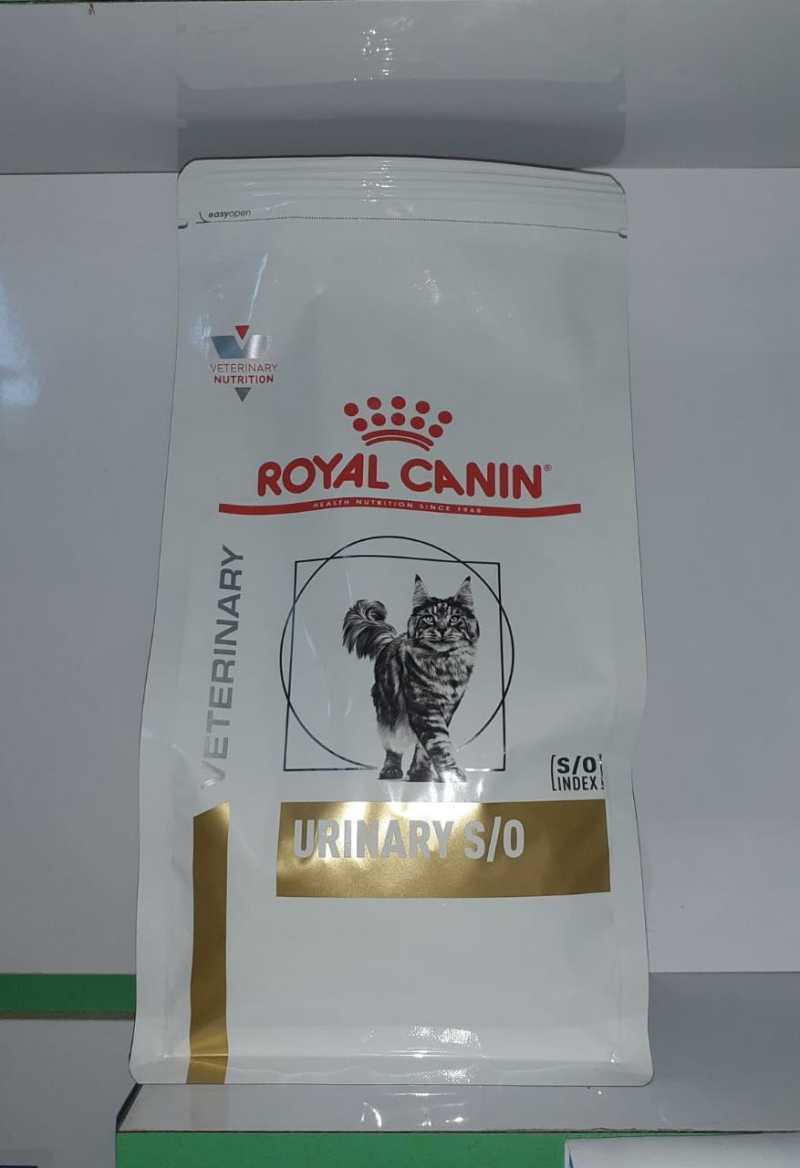 easyopen
VETERINARY
NUTRITION
ROYAL CANIN®
HEALTH NUTRITION SINCE 1968
VETERINARY
S/O
INDEX
URINARY S/O